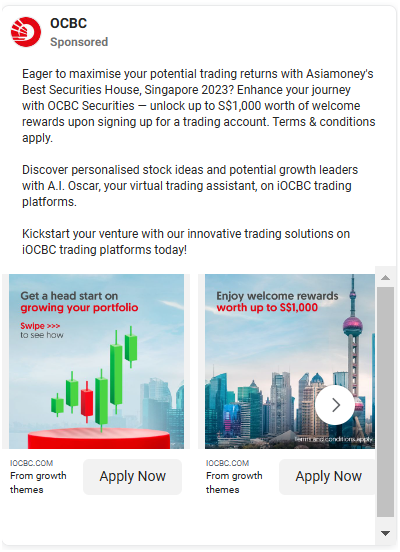 OCBC
Sponsored
Eager to maximise your potential trading returns with Asiamoney's
Best Securities House, Singapore 2023? Enhance your journey
with OCBC Securities — unlock up to S$1,000 worth of welcome
rewards upon signing up for a trading account. Terms & conditions
apply.
Discover personalised stock ideas and potential growth leaders
with A.I. Oscar, your virtual trading assistant, on iOCBC trading
platforms.
Kickstart your venture with our innovative trading solutions on
iOCBC trading platforms today!
Get a head start on
growing your portfolio
Swipe >>>
to see how
IOCBC.COM
From growth
themes
Apply Now
Enjoy welcome rewards
worth up to S$1,000
Terms and conditions apply
IOCBC.COM
From growth
themes
Apply Now